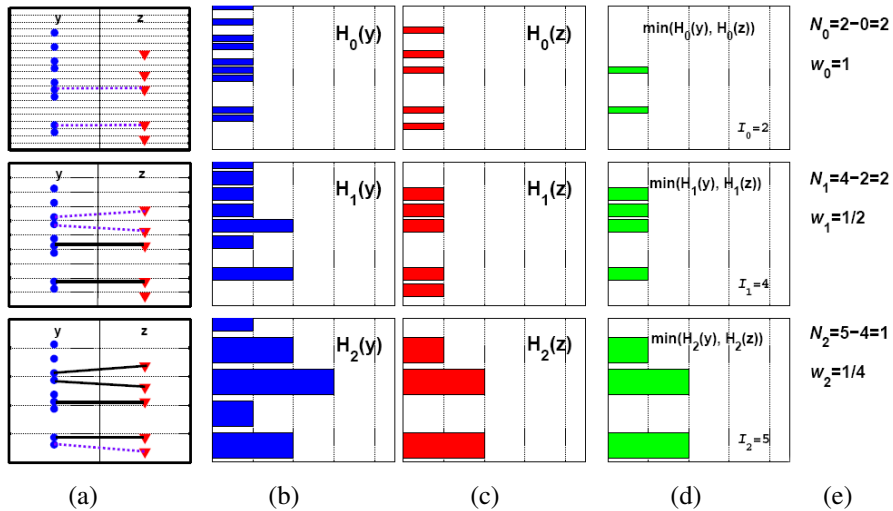 y z
H0(y)
H0(z)
min(H0(y), H0(z))
I0=2
N0=2−0=2
w0=1
y z
H1(y)
H1(z)
min(H1(y), H1(z))
I1=4
N1=4−2=2
w1=1/2
y z
H2(y)
H2(z)
min(H2(y), H2(z))
I2=5
N2=5−4=1
w2=1/4
(a) (b) (c) (d) (e)